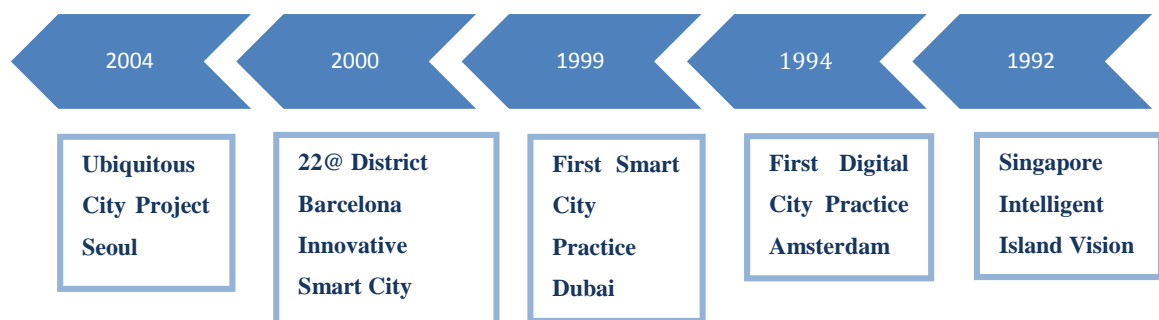 2004
2000
1999
1994
1992
Ubiquitous
City Project
Seoul
22@ District
Barcelona
Innovative
Smart City
First Smart
City
Practice
Dubai
First Digital
City Practice
Amsterdam
Singapore
Intelligent
Island Vision